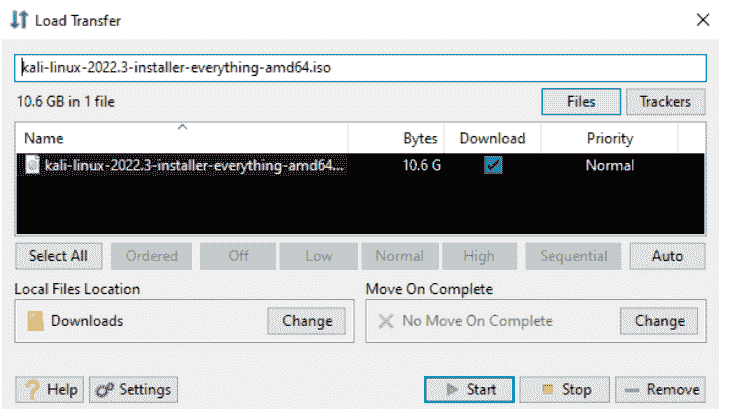 Load Transfer
kali-linux-2022.3-installer-everything-amd64.iso
10.6 GB in 1 file
Files Trackers
Name Bytes Download Priority
kali-linux-2022.3-installer-everything-amd64... 10.6 G Normal
Select All Ordered Off Low Normal High Sequential Auto
Local Files Location Move On Complete
Downloads Change No Move On Complete Change
Help Settings Start Stop Remove